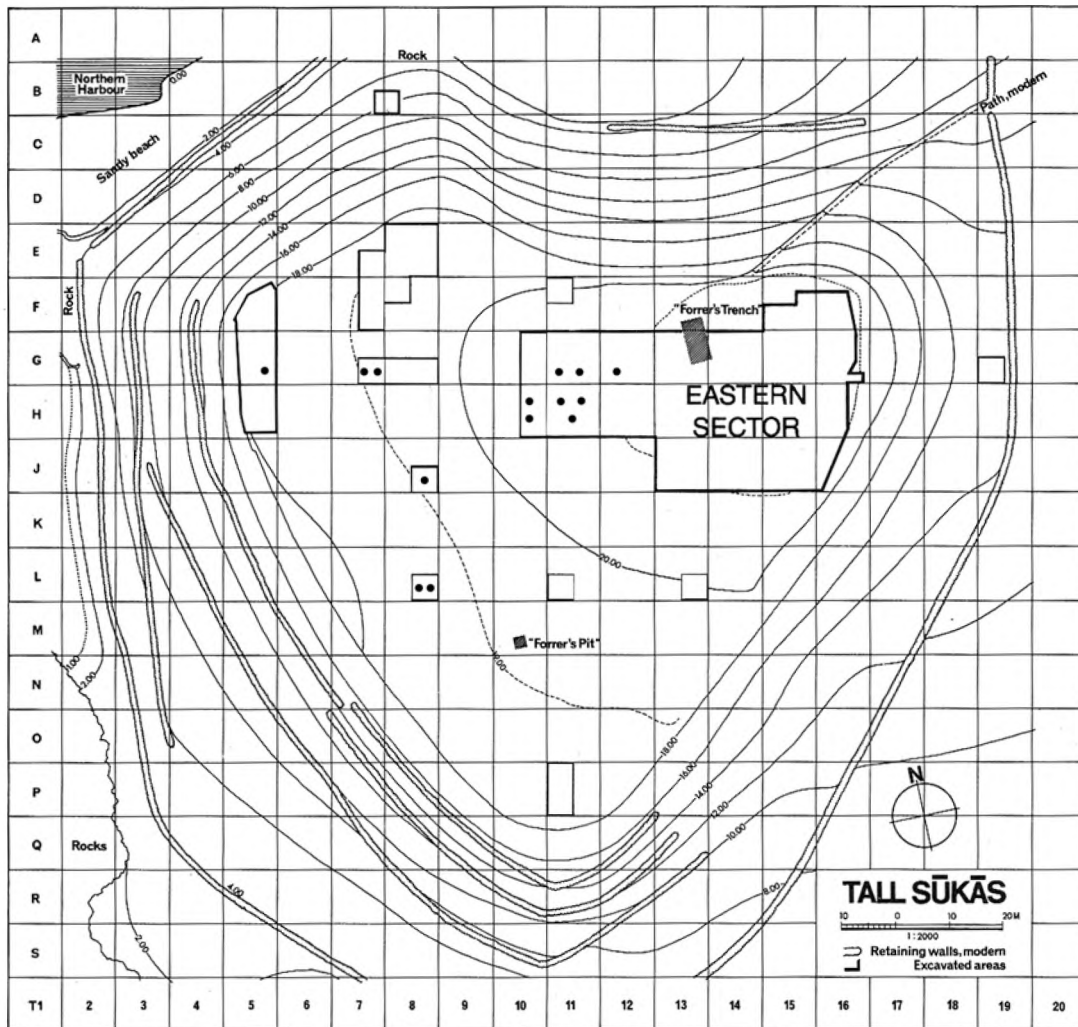 A
Rock
Northern
Harbour
0.00
B
Path, modern
2.00
4.00
C
Sandy beach
6.00
8.00
D
10.00
12.00
14.00
E
16.00
18.00
F
Rock
"Forrer's Trench"
G
EASTERN
H
SECTOR
J
K
20.00
L
M
"Forrer's Pit"
1.00
19.00
2.00
N
O
18.00
16.00
P
14.00
N
12.00
10.00
Q
Rocks
TALL SŪKĀS
R
4.00
8.00
10 0 10 20M
1:2000
2.00
Retaining walls, modern
S
Excavated areas
T1 2 3 4 5 6 7 8 9 10 11 12 13 14 15 16 17 18 19 20